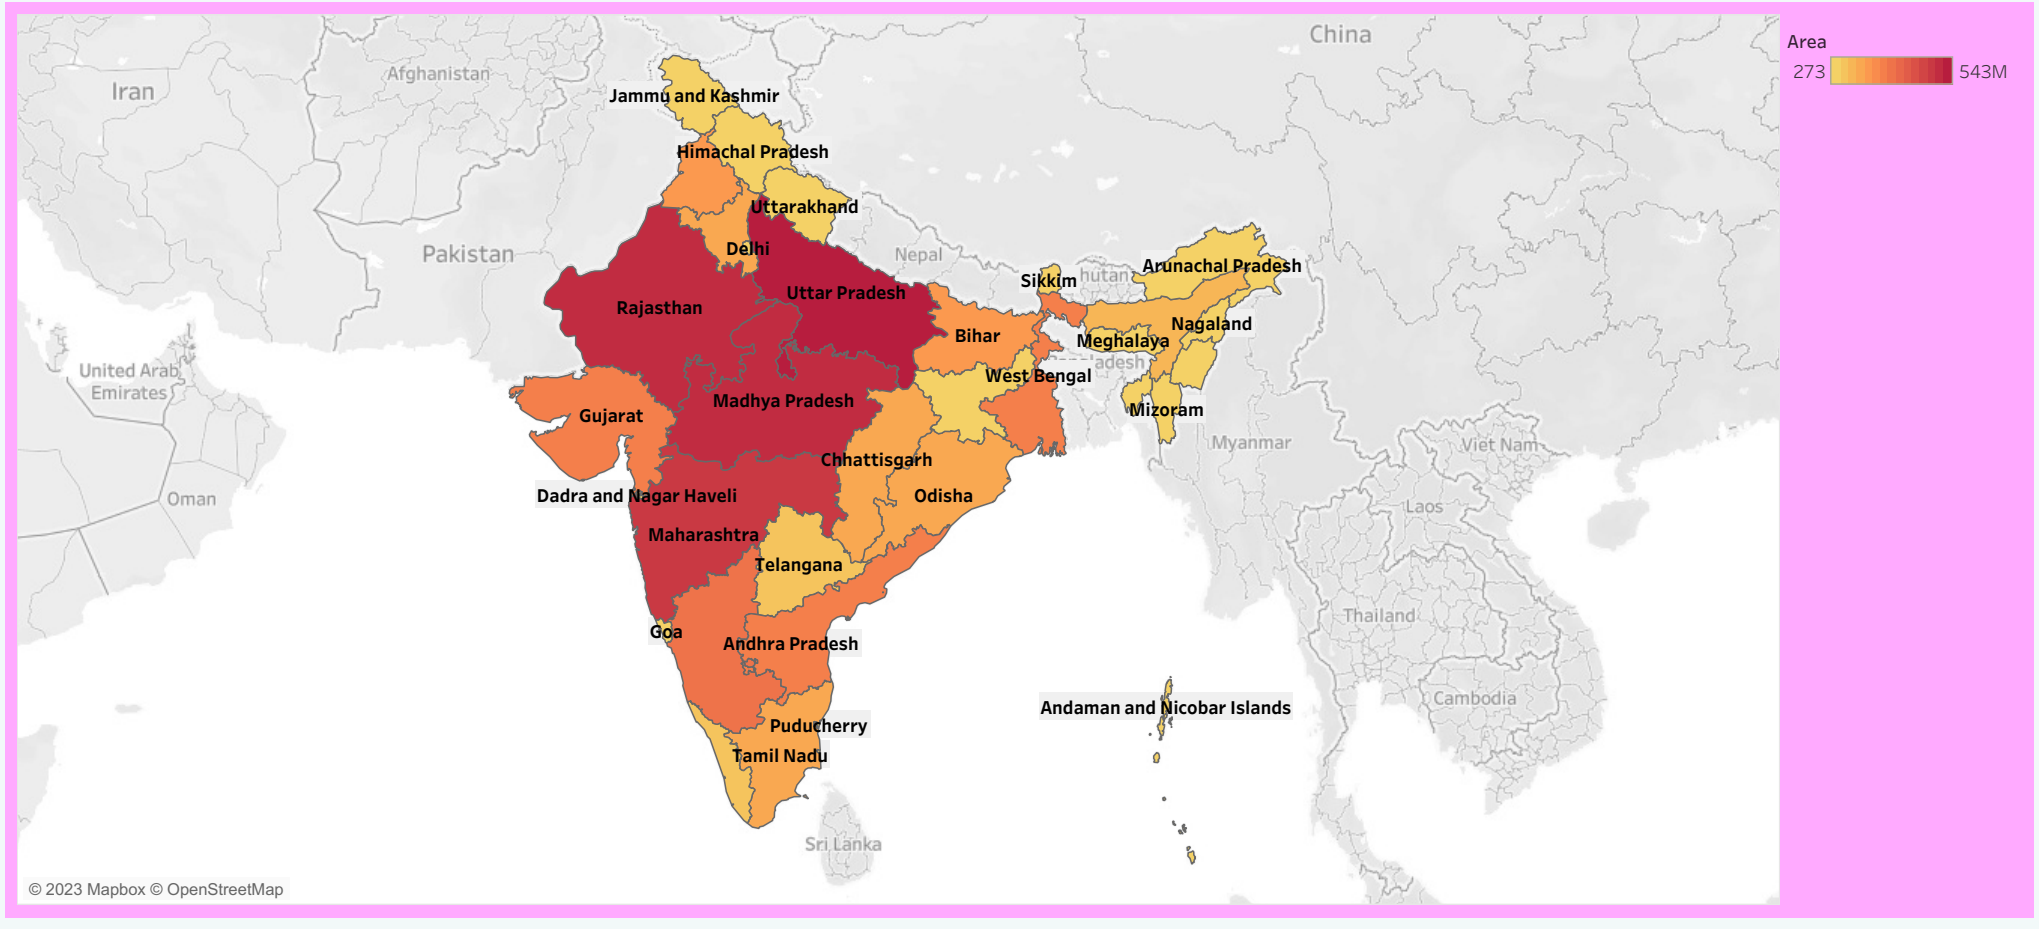 China
Area
273
543M
Afghanistan
Iran
Jammu and Kashmir
Himachal Pradesh
Uttarakhand
Pakistan
Delhi
Nepal
Sikkim
hutan
Arunachal Pradesh
Rajasthan
Uttar Pradesh
Bihar
Nagaland
Meghalaya
United Arab
Emirates
adesh
West Bengal
Madhya Pradesh
Gujarat
Mizoram
Myanmar
Viet Nam
Chhattisgarh
Oman
Dadra and Nagar Haveli
Odisha
Laos
Maharashtra
Telangana
Thailand
Goa
Andhra Pradesh
Cambodia
Andaman and Nicobar Islands
Puducherry
Tamil Nadu
Sri Lanka
© 2023 Mapbox © OpenStreetMap